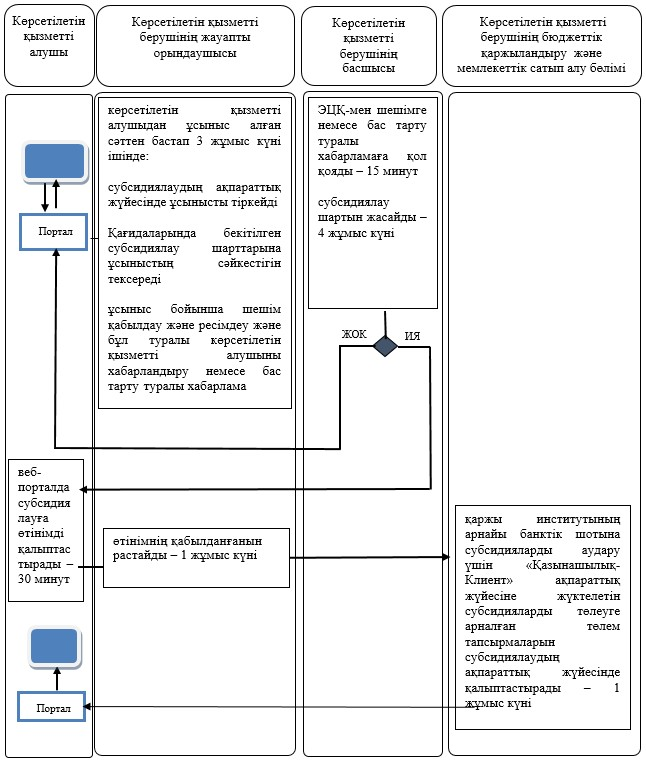 Көрсетілетін
қызметті
алушы
Көрсетілетін қызметті
берушінің жауапты
орындаушысы
Көрсетілетін
қызметті
берушінің
басшысы
Көрсетілетін қызметті
берушінің бюджеттік
қаржыландыру және
мемлекеттік сатып алу бөлімі
Портал
көрсетілетін қызметті
алушыдан ұсыныс алған
сәттен бастап 3 жұмыс күні
ішінде:
субсидиялаудың ақпараттық
жүйесінде ұсынысты тіркейді
Қағидаларында бекітілген
субсидиялау шарттарына
ұсыныстың сәйкестігін
тексереді
ұсыныс бойынша шешім
қабылдау және ресімдеу және
бұл туралы көрсетілетін
қызметті алушыны
хабарландыру немесе бас
тарту туралы хабарлама
ЭЦҚ-мен шешімге
немесе бас тарту
туралы
хабарламаға қол
қояды – 15 минут
субсидиялау
шартын жасайды –
4 жұмыс күні
ЖОК
ИЯ
веб-
порталда
субсидия
лауға
өтінімді
қалыптас
тырады –
30 минут
өтінімнің қабылданғанын
растайды – 1 жұмыс күні
қаржы институтының
арнайы банктік шотына
субсидияларды аудару
үшін «Қазынашылық-
Клиент» ақпараттық
жүйесіне жүктелетін
субсидияларды төлеуге
арналған төлем
тапсырмаларын
субсидиялаудың
ақпараттық жүйесінде
қалыптастырады – 1
жұмыс күні
Портал